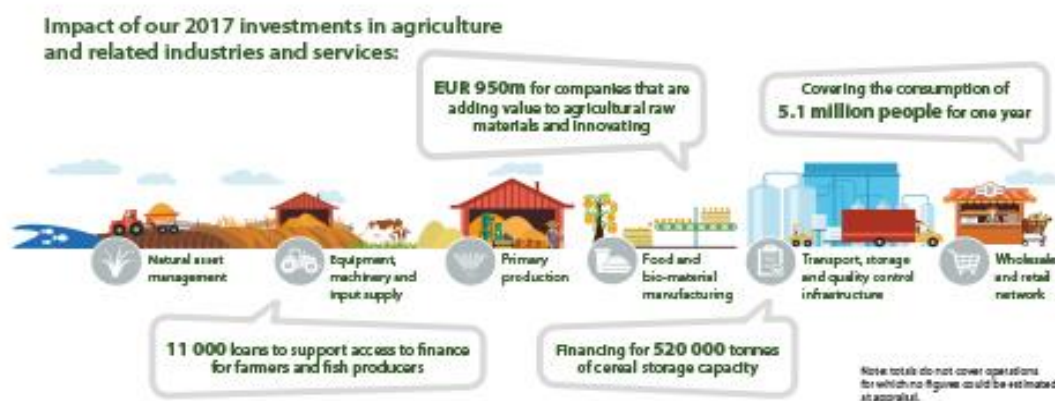 Impact of our 2017 investments in agriculture
and related industries and services:
EUR 950m for companies that are
adding value to agricultural raw
materials and innovating
Covering the consumption of
5.1 million people for one year
Natural asset
management
Equipment,
machinery and
input supply
Primary
production
Food and
bio-material
manufacturing
Transport, storage
and quality control
infrastructure
Wholesale
and retail
network
11 000 loans to support access to finance
for farmers and fish producers
Financing for 520 000 tonnes
of cereal storage capacity
Note: totals do not cover operations
for which no figures could be estimated
at appraisal.